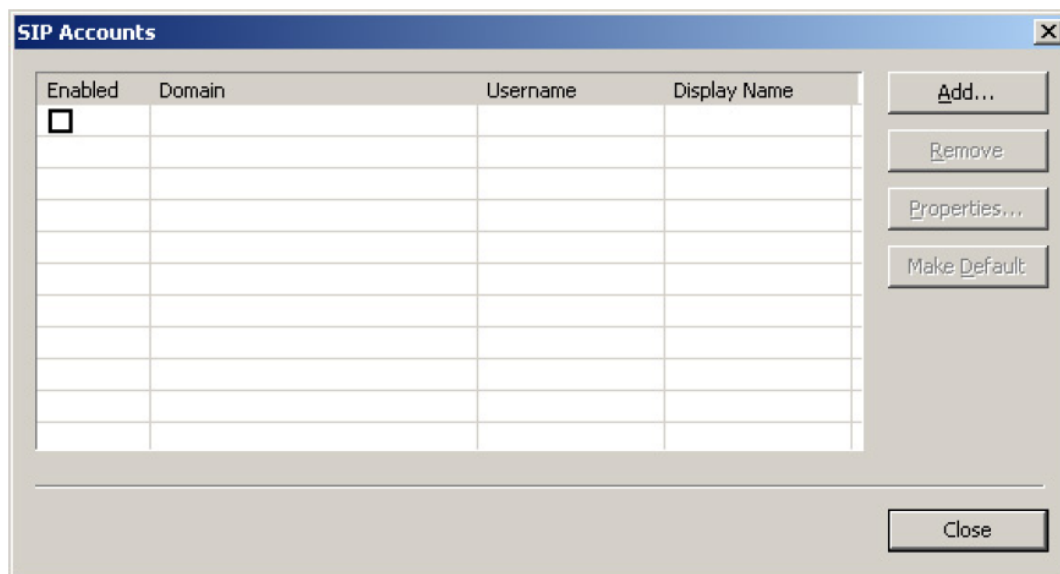 SIP Accounts
Enabled Domain Username Display Name
Add...
Remove
Properties...
Make Default
Close